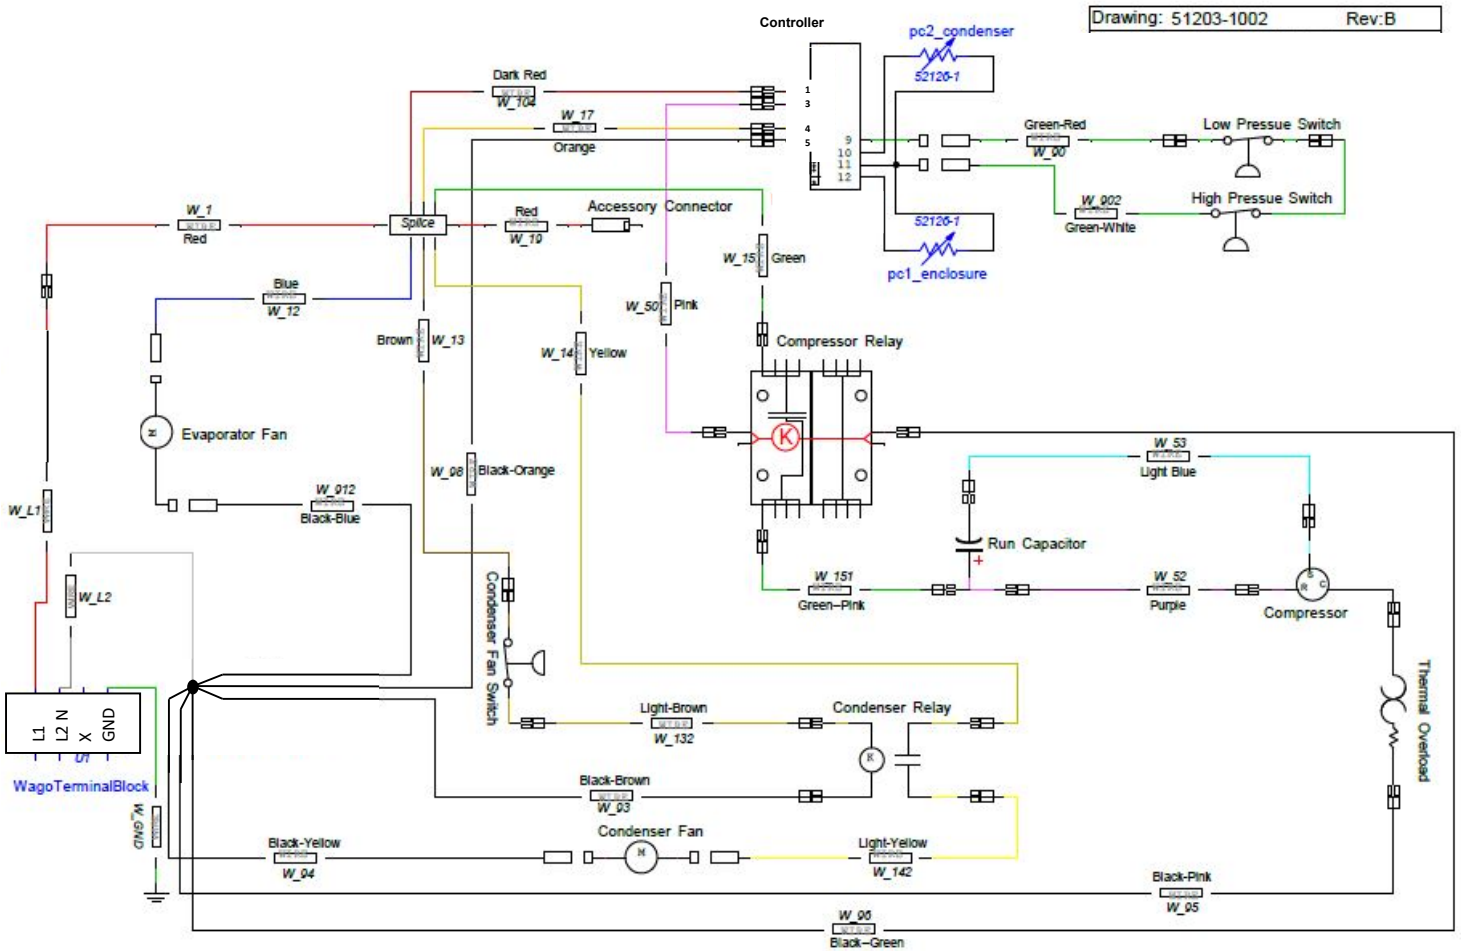 Drawing: 51203-1002 Rev:B
Controller
pc2_condenser
52126-1
Dark Red
W_104
1
3
W_17
Orange
4
5
9
10
11
12
Green-Red
W_90
Low Pressue Switch
W_902
Green-White
High Pressue Switch
52126-1
pc1_enclosure
W_1
Red
Splice
Red
W_19
Accessory Connector
W_15
Green
Blue
W_12
W_50
Pink
Brown
W_13
W_14
Yellow
Compressor Relay
K
M
Evaporator Fan
W_98
Black-Orange
W_53
Light Blue
W_L1
W_912
Black-Blue
Run Capacitor
+
W_L2
W_151
Green-Pink
W_52
Purple
S
R
C
Compressor
Condenser Fan Switch
Thermal Overload
L1
L2 N
X
GND
U1
WagoTerminalBlock
W_GND
Light-Brown
W_132
Condenser Relay
K
Black-Brown
W_93
Condenser Fan
M
Black-Yellow
W_94
Light-Yellow
W_142
Black-Pink
W_95
W_96
Black-Green